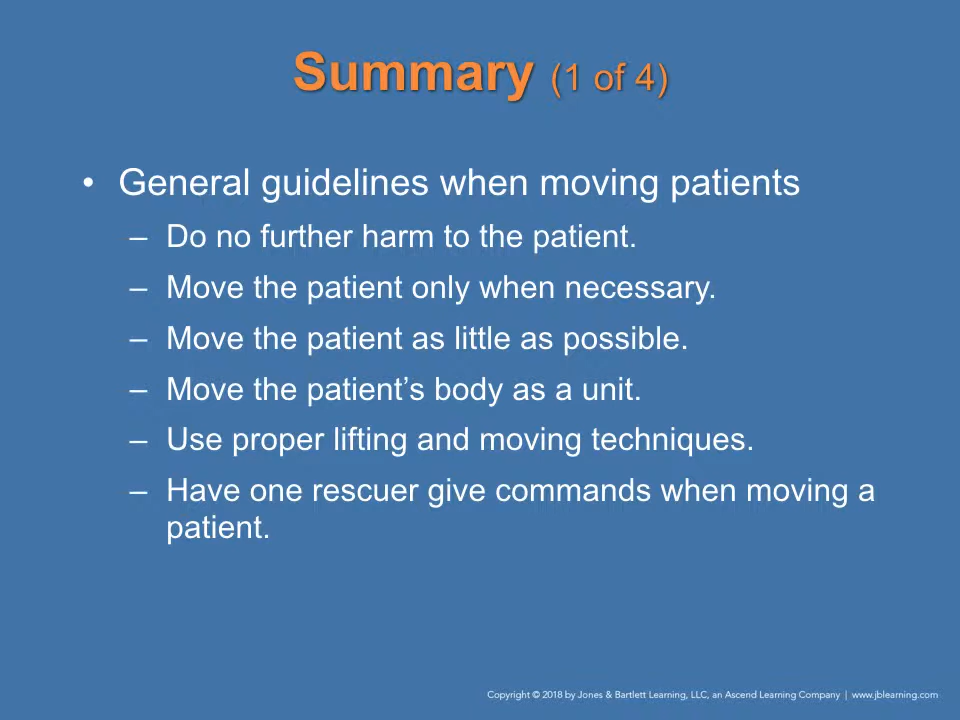 Summary (1 of 4)
• General guidelines when moving patients
– Do no further harm to the patient.
– Move the patient only when necessary.
– Move the patient as little as possible.
– Move the patient’s body as a unit.
– Use proper lifting and moving techniques.
– Have one rescuer give commands when moving a
patient.
Copyright © 2018 by Jones & Bartlett Learning, LLC, an Ascend Learning Company | www.jblearning.com